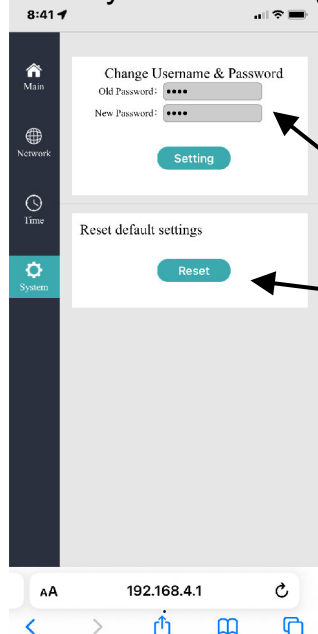 8:41
Main
Network
Time
System
Change Username & Password
Old Password: ••••
New Password: ••••
Setting
Reset default settings
Reset
AA 192.168.4.1